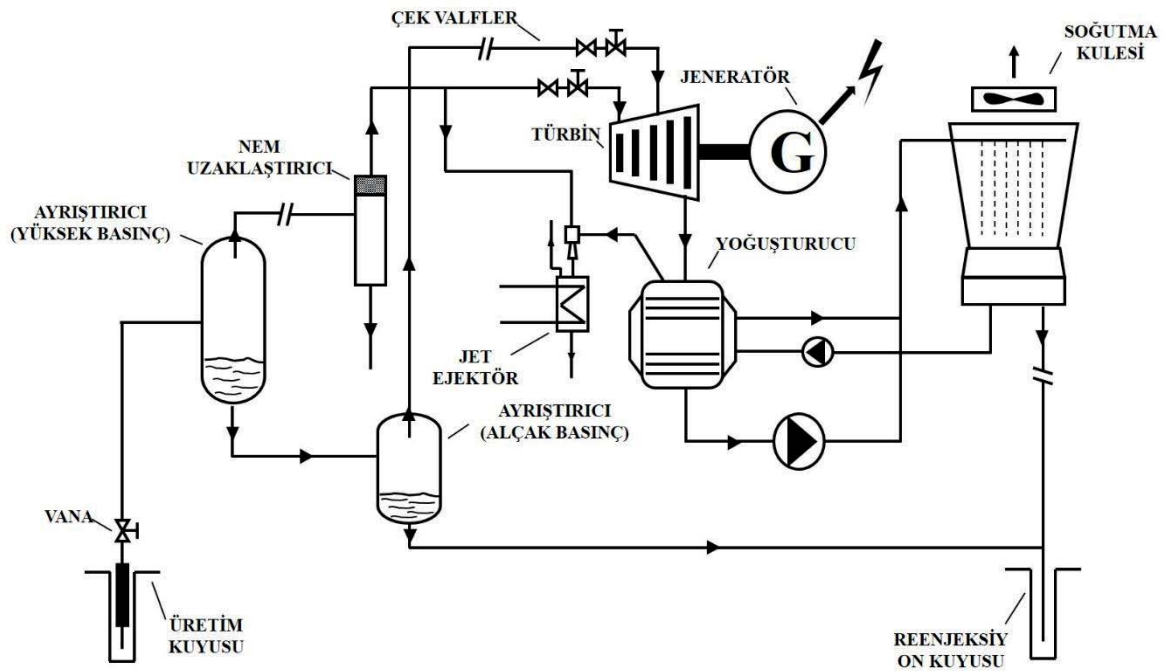 ÇEK VALFLER
SOĞUTMA
KULESİ
JENERATÖR
TÜRBİN
G
NEM
UZAKLAŞTIRICI
AYRIŞTIRICI
(YÜKSEK BASINÇ)
YOĞUŞTURUCU
JET
EJEKTÖR
AYRIŞTIRICI
(ALÇAK BASINÇ)
VANA
ÜRETİM
KUYUSU
REENJEKSİY
ON KUYUSU